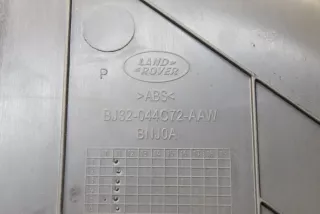 LAND
ROVER
P
>ABS<
BJ32-044C72-AAW
BNJ0A